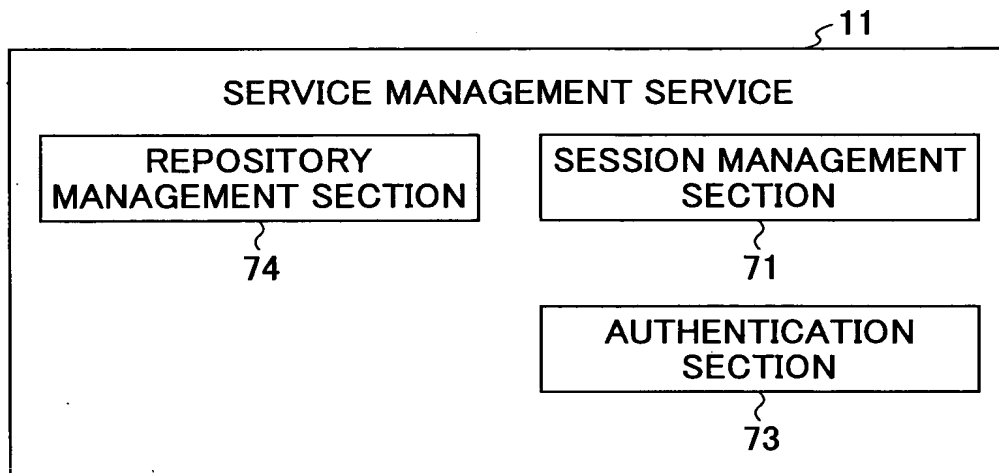 11
SERVICE MANAGEMENT SERVICE
REPOSITORY
MANAGEMENT SECTION
74
SESSION MANAGEMENT
SECTION
71
AUTHENTICATION
SECTION
73